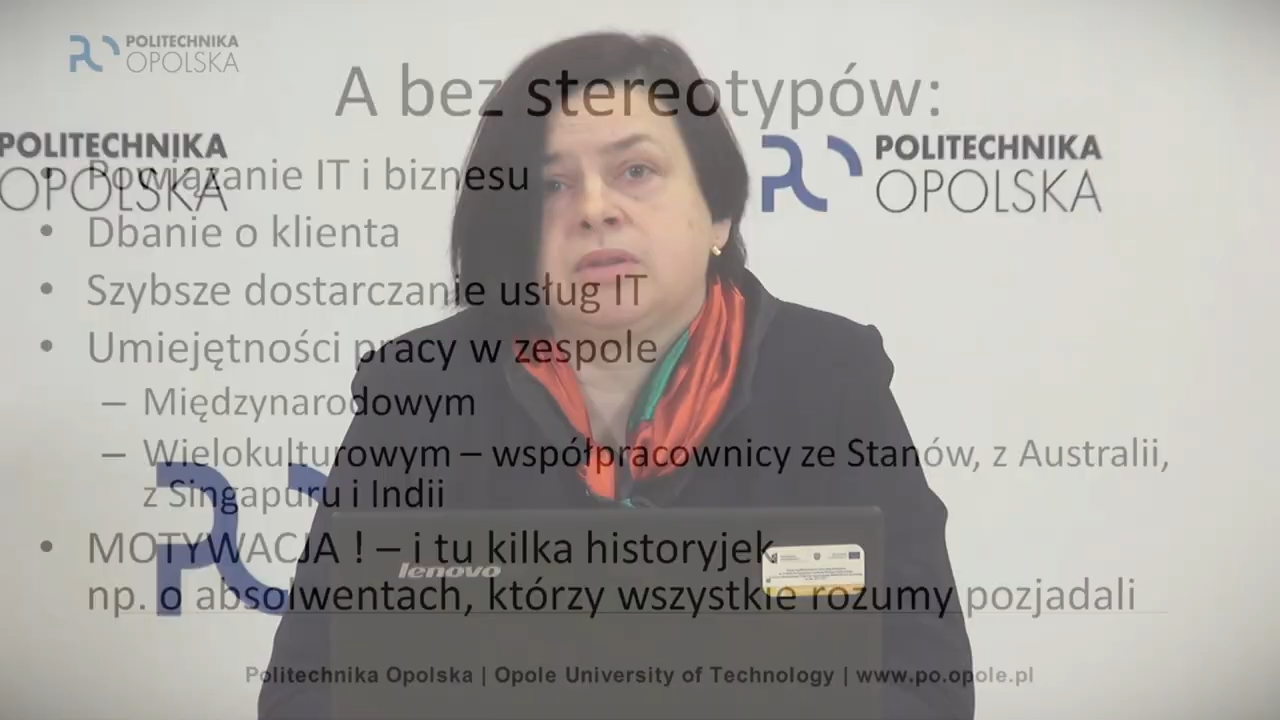 POLITECHNIKA
OPOLSKA
A bez stereotypów:
POLITECHNIKA
OPOLSKA
POLITECHNIKA
OPOLSKA
• Powiązanie IT i biznesu
• Dbanie o klienta
• Szybsze dostarczanie usług IT
• Umiejętności pracy w zespole
– Międzynarodowym
– Wielokulturowym – współpracownicy ze Stanów, z Australii,
z Singapuru i Indii
• MOTYWACJA ! – i tu kilka historyjek
np. o absolwentach, którzy wszystkie rozumy pozjadali
lenovo
Politechnika Opolska | Opole University of Technology | www.po.opole.pl